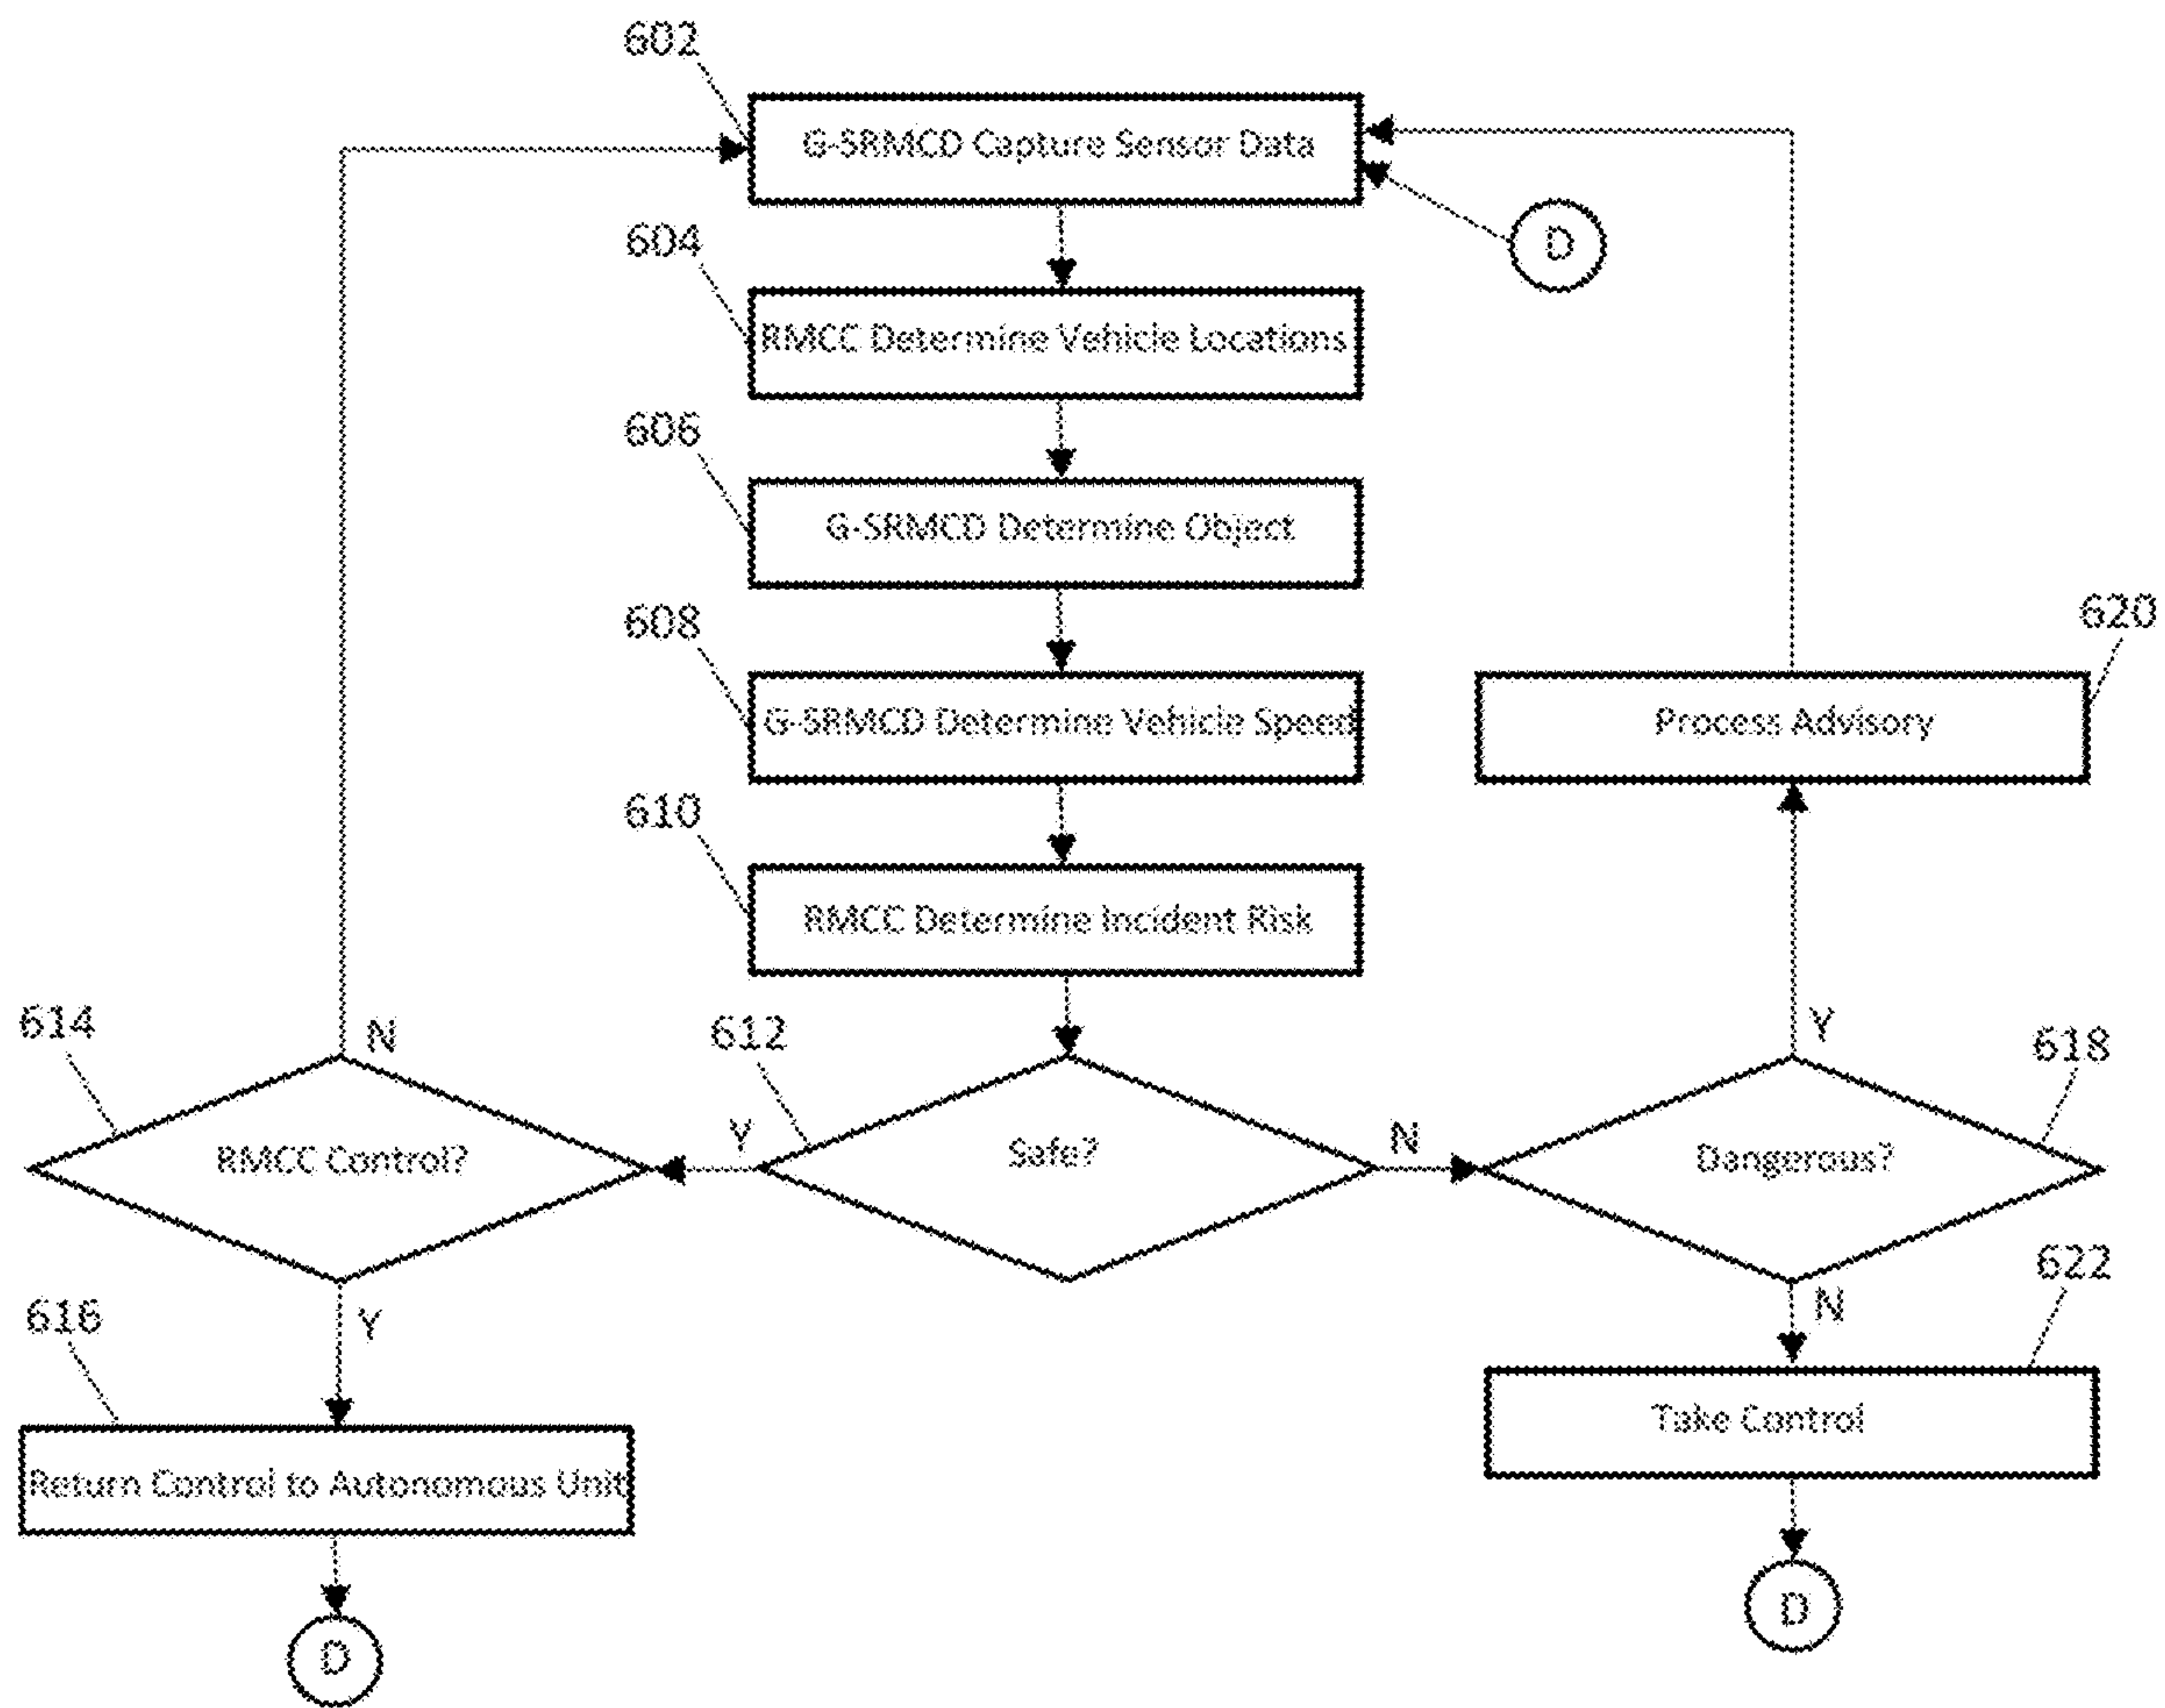 602
G-SRMCD Capture Sensor Data
D
604
RMCC Determine Vehicle Locations
606
G-SRMCD Determine Object
608
G-SRMCD Determine Vehicle Speed
620
Process Advisory
610
RMCC Determine Incident Risk
614
N
612
Y
618
RMCC Control?
Y
Safe?
N
Dangerous?
616
Y
N
622
Return Control to Autonomous Unit
Take Control
D
D